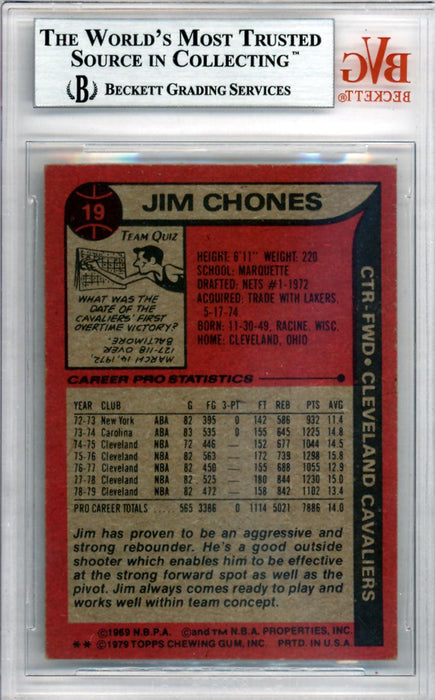 THE WORLD'S MOST TRUSTED
SOURCE IN COLLECTING™
B BECKETT GRADING SERVICES
BVG
BECKETT®
19
JIM CHONES
TEAM QUIZ
WHAT WAS THE
DATE OF THE
CAVALIERS' FIRST
OVERTIME VICTORY?
MARCH 14, 1972,
127-118 OVER
BALTIMORE.
HEIGHT: 6'11" WEIGHT: 220
SCHOOL: MARQUETTE
DRAFTED: NETS #1-1972
ACQUIRED: TRADE WITH LAKERS,
5-17-74
BORN: 11-30-49, RACINE, WISC.
HOME: CLEVELAND, OHIO
CTR-FWD • CLEVELAND CAVALIERS
CAREER PRO STATISTICS
YEAR CLUB G FG 3-PT FT REB PTS AVG
72-73 New York ABA 82 395 0 142 586 932 11.4
73-74 Carolina ABA 83 535 0 155 645 1225 14.8
74-75 Cleveland NBA 72 446 — 152 677 1044 14.5
75-76 Cleveland NBA 82 563 — 172 739 1298 15.8
76-77 Cleveland NBA 82 450 — 155 688 1055 12.9
77-78 Cleveland NBA 82 525 — 180 844 1230 15.0
78-79 Cleveland NBA 82 472 — 158 842 1102 13.4
PRO CAREER TOTALS 565 3386 0 1114 5021 7886 14.0
Jim has proven to be an aggressive and
strong rebounder. He's a good outside
shooter which enables him to be effective
at the strong forward spot as well as the
pivot. Jim always comes ready to play and
works well within team concept.
©1969 N.B.P.A. ©and™ N.B.A. PROPERTIES, INC.
** ©1979 TOPPS CHEWING GUM, INC. PRTD. IN U.S.A.